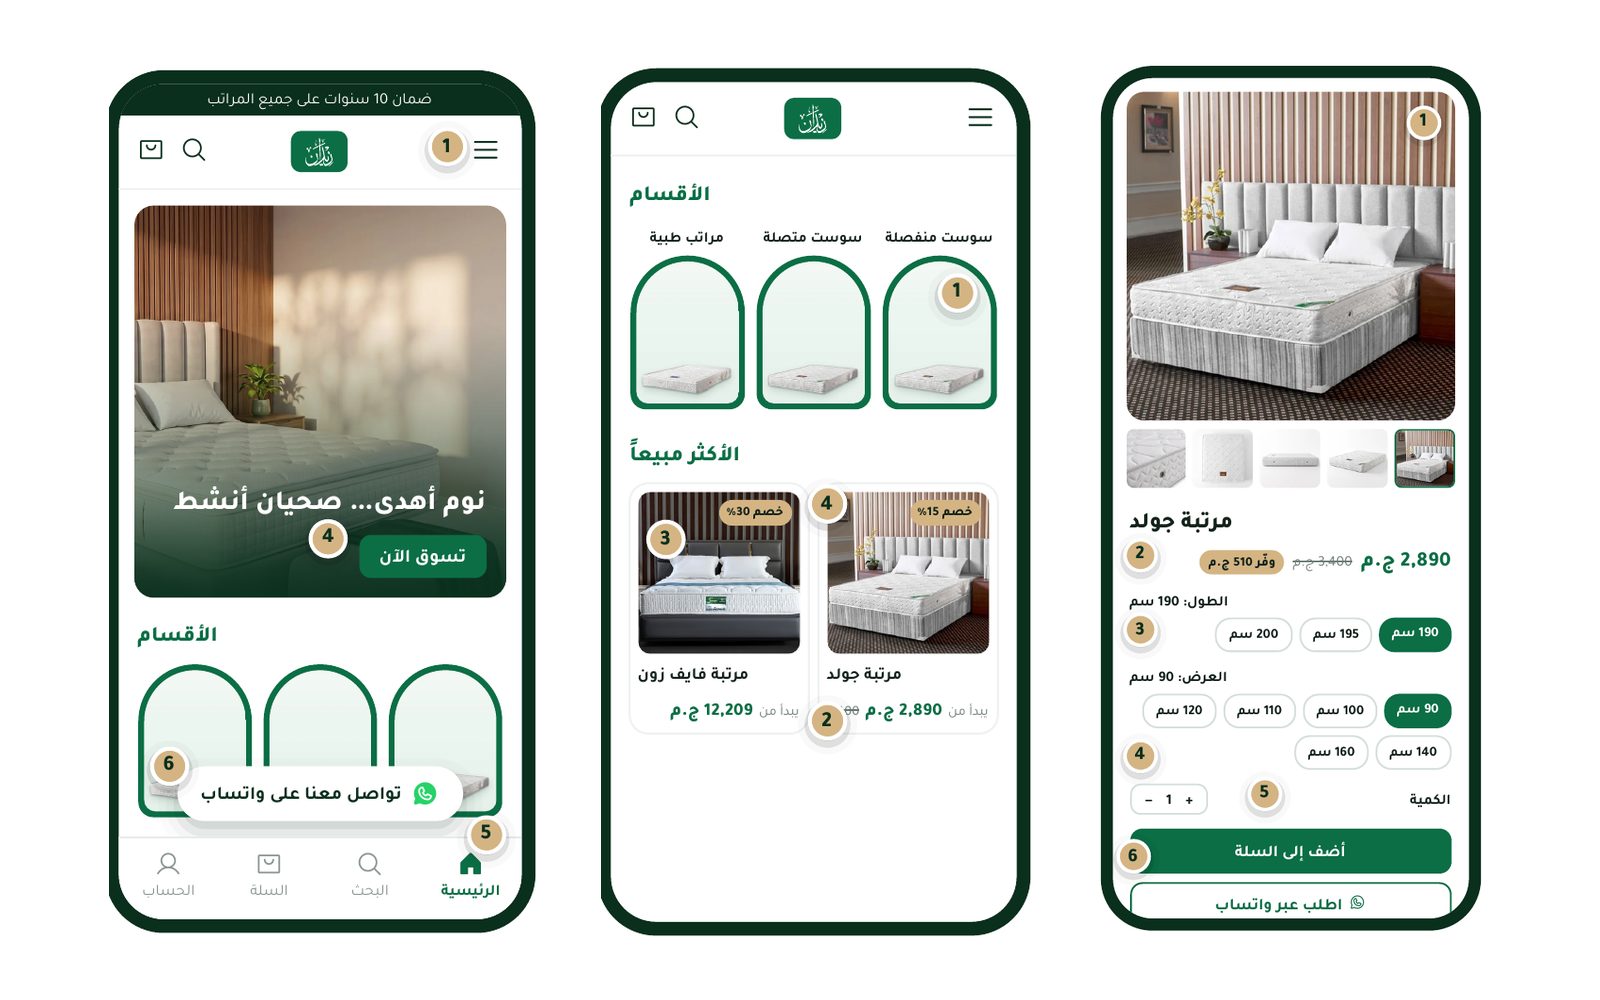 ضمان 10 سنوات على جميع المراتب
زيدان
1
نوم أهدى... صحيان أنشط
4
تسوق الآن
الأقسام
6
تواصل معنا على واتساب
5
الرئيسية
البحث
السلة
الحساب
زيدان
الأقسام
سوست منفصلة
سوست متصلة
مراتب طبية
1
الأكثر مبيعاً
خصم 15%
4
خصم 30%
3
مرتبة جولد
مرتبة فايف زون
يبدأ من 2,890 ج.م
2
يبدأ من 12,209 ج.م
1
مرتبة جولد
2,890 ج.م 3,400 ج.م وفّر 510 ج.م
2
الطول: 190 سم
190 سم 195 سم 200 سم
3
العرض: 90 سم
90 سم 100 سم 110 سم 120 سم
140 سم 160 سم
4
الكمية
5
+ 1 −
أضف إلى السلة
6
اطلب عبر واتساب